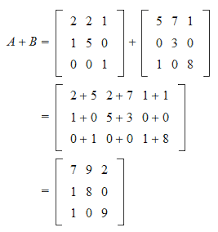 A + B = [ 2 2 1 ] + [ 5 7 1 ]
[ 1 5 0 ] [ 0 3 0 ]
[ 0 0 1 ] [ 1 0 8 ]
= [ 2+5 2+7 1+1 ]
[ 1+0 5+3 0+0 ]
[ 0+1 0+0 1+8 ]
= [ 7 9 2 ]
[ 1 8 0 ]
[ 1 0 9 ]